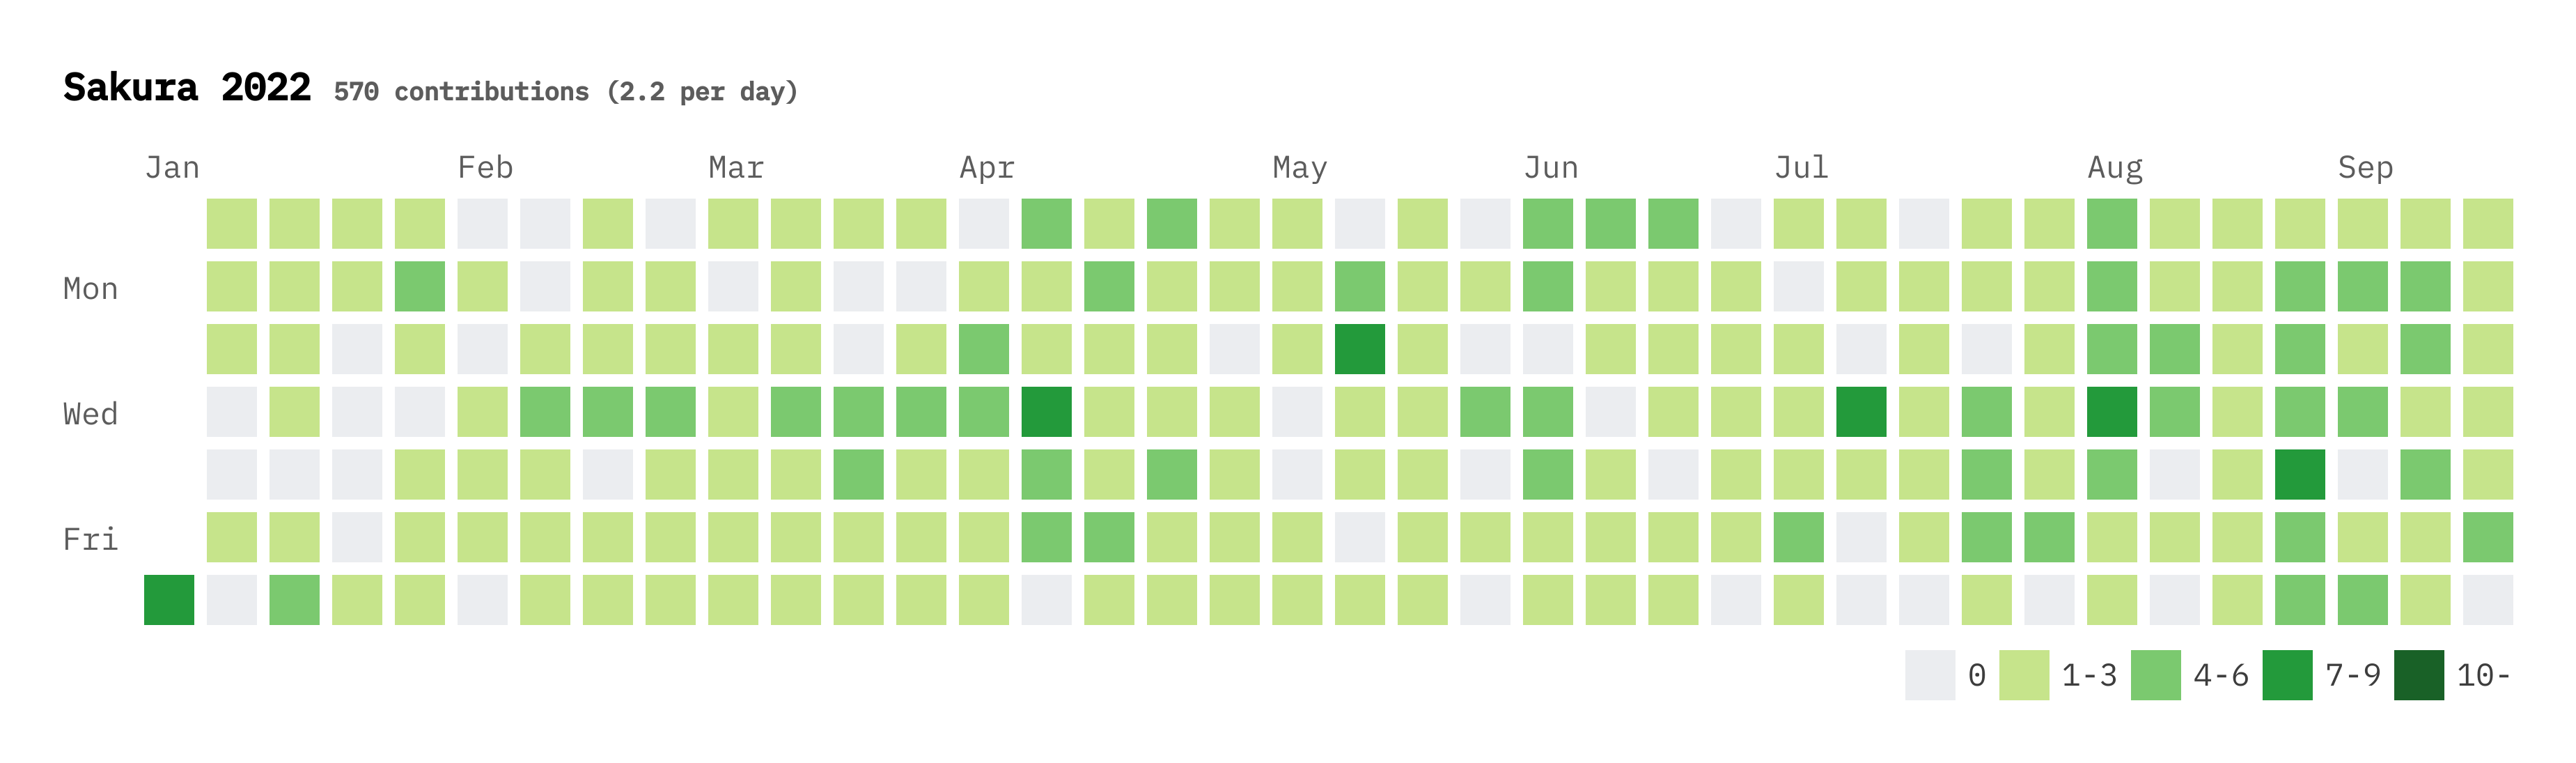 Sakura 2022 570 contributions (2.2 per day)
Jan Feb Mar Apr May Jun Jul Aug Sep
Mon
Wed
Fri
0 1-3 4-6 7-9 10-